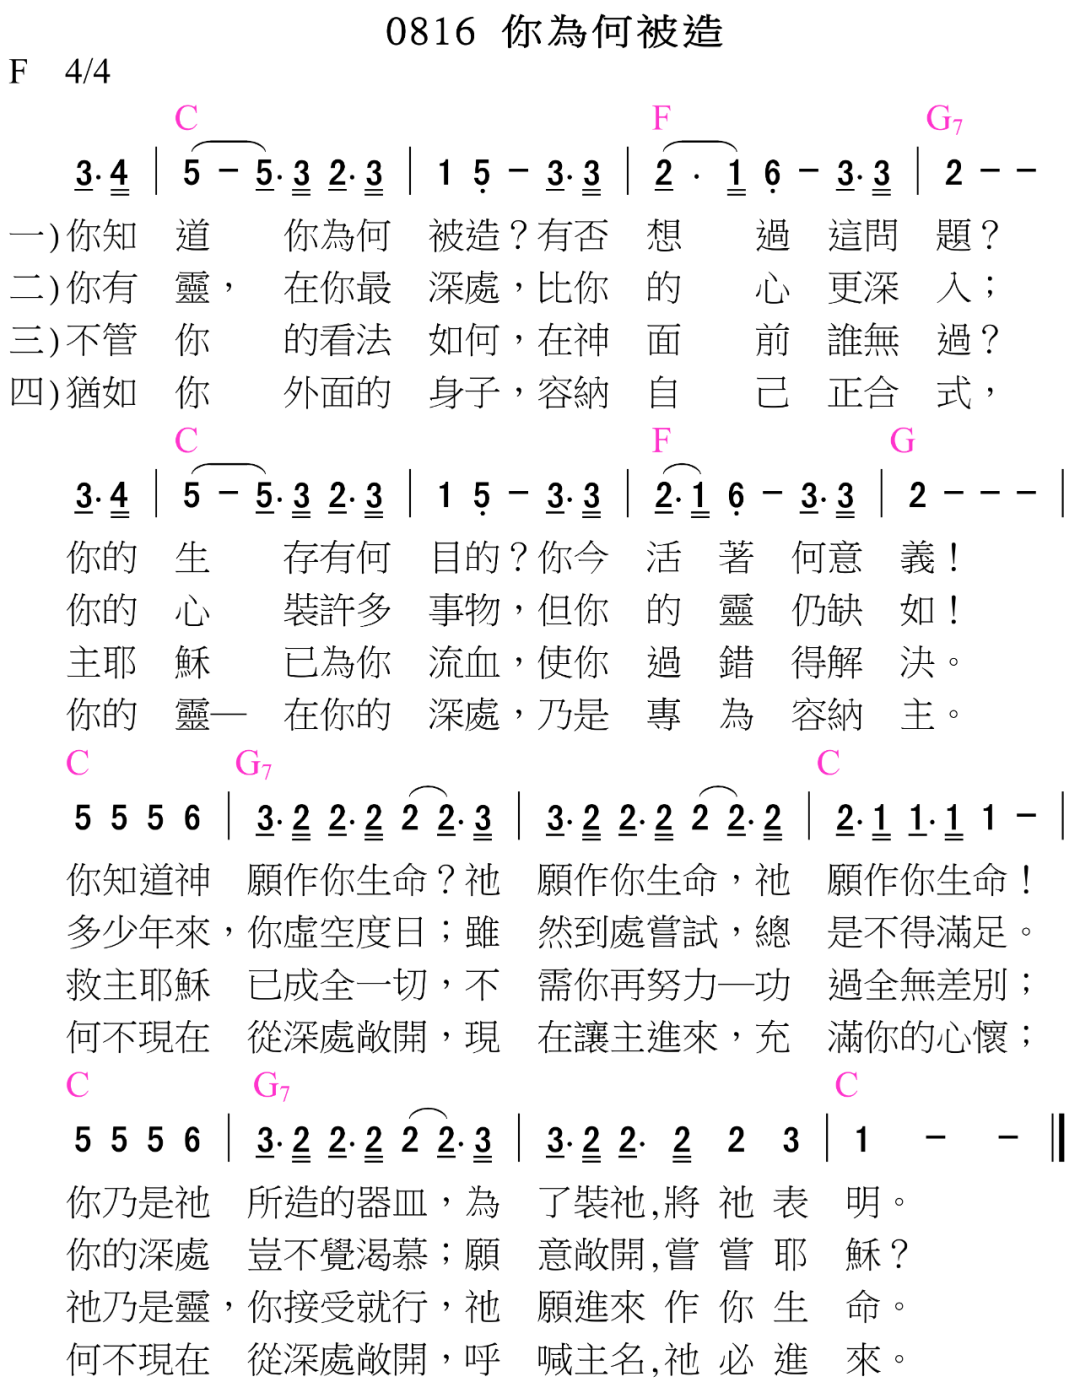 0816 你為何被造
F 4/4
C F G7
3. 4 | 5 - 5. 3 2. 3 | 1 5 - 3. 3 | 2 . 1 6 - 3. 3 | 2 - -
一)你知 道 你為何 被造？有否 想 過 這問 題？
二)你有 靈， 在你最 深處，比你 的 心 更深 入；
三)不管 你 的看法 如何，在神 面 前 誰無 過？
四)猶如 你 外面的 身子，容納 自 己 正合 式，
C F G
3. 4 | 5 - 5. 3 2. 3 | 1 5 - 3. 3 | 2. 1 6 - 3. 3 | 2 - - - |
你的 生 存有何 目的？你今 活 著 何意 義！
你的 心 裝許多 事物，但你 的 靈 仍缺 如！
主耶 穌 已為你 流血，使你 過 錯 得解 決。
你的 靈— 在你的 深處，乃是 專 為 容納 主。
C G7 C
5 5 5 6 | 3. 2 2. 2 2 2. 3 | 3. 2 2. 2 2 2. 2 | 2. 1 1. 1 1 - |
你知道神 願作你生命？祂 願作你生命，祂 願作你生命！
多少年來，你虛空度日；雖 然到處嘗試，總 是不得滿足。
救主耶穌 已成全一切，不 需你再努力—功 過全無差別；
何不現在 從深處敞開，現 在讓主進來，充 滿你的心懷；
C G7 C
5 5 5 6 | 3. 2 2. 2 2 2. 3 | 3. 2 2. 2 2 3 | 1 - - ‖
你乃是祂 所造的器皿，為 了裝祂,將 祂 表 明。
你的深處 豈不覺渴慕；願 意敞開,嘗 嘗 耶 穌？
祂乃是靈，你接受就行，祂 願進來 作 你 生 命。
何不現在 從深處敞開，呼 喊主名,祂 必 進 來。